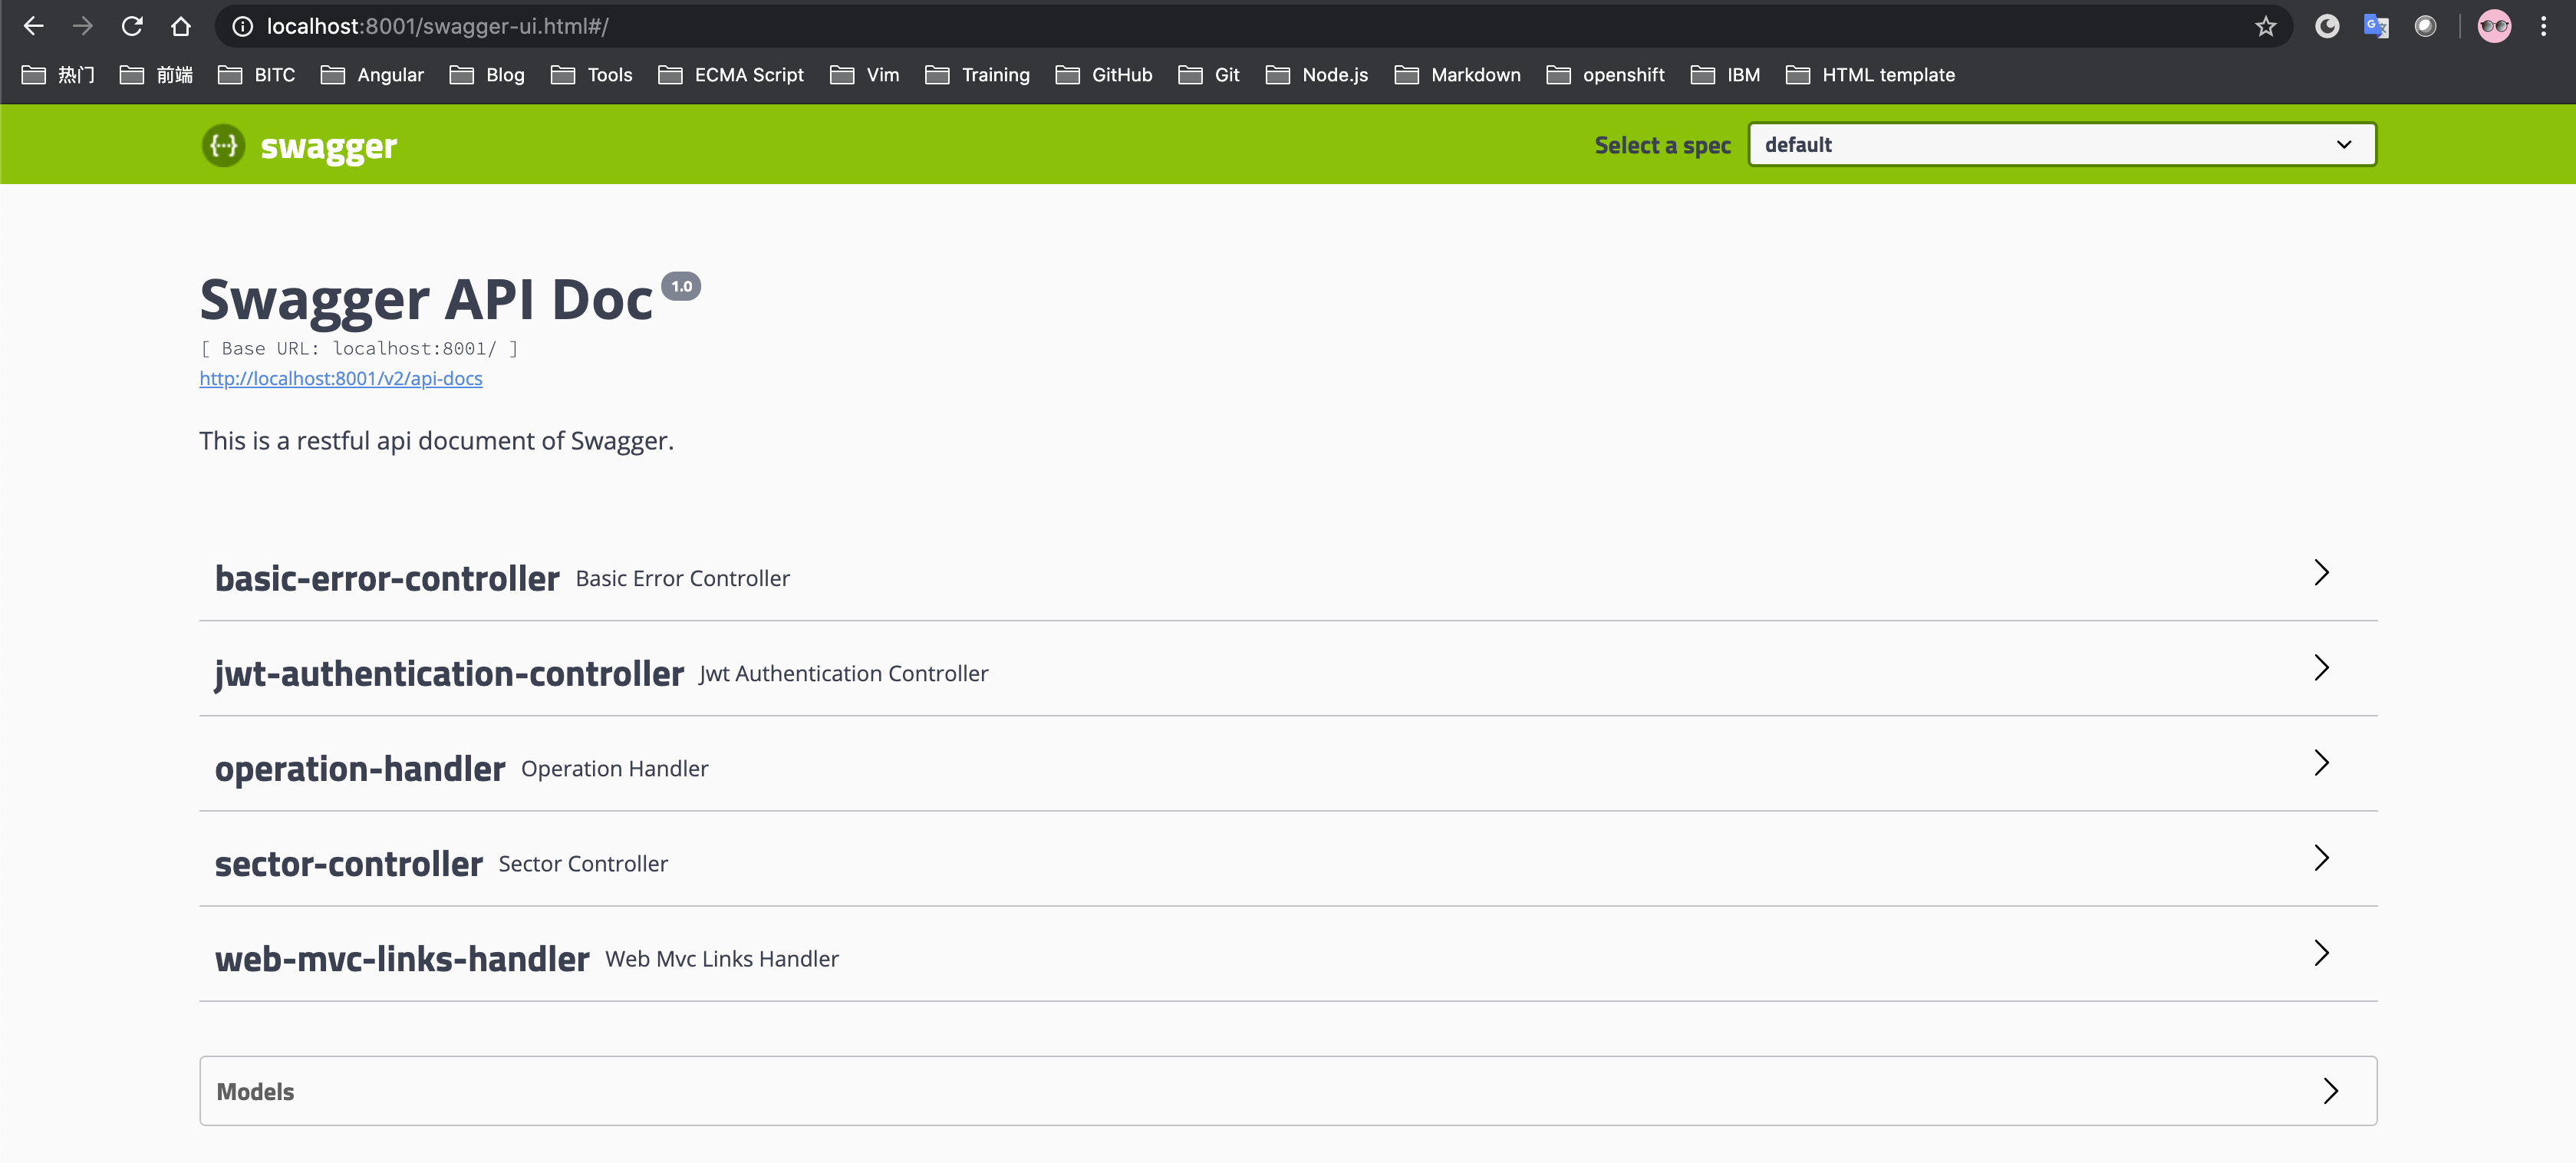 localhost:8001/swagger-ui.html#/
热门 前端 BITC Angular Blog Tools ECMA Script Vim Training GitHub Git Node.js Markdown openshift IBM HTML template
{...} swagger Select a spec default
Swagger API Doc 1.0
[ Base URL: localhost:8001/ ]
http://localhost:8001/v2/api-docs
This is a restful api document of Swagger.
basic-error-controller Basic Error Controller
jwt-authentication-controller Jwt Authentication Controller
operation-handler Operation Handler
sector-controller Sector Controller
web-mvc-links-handler Web Mvc Links Handler
Models